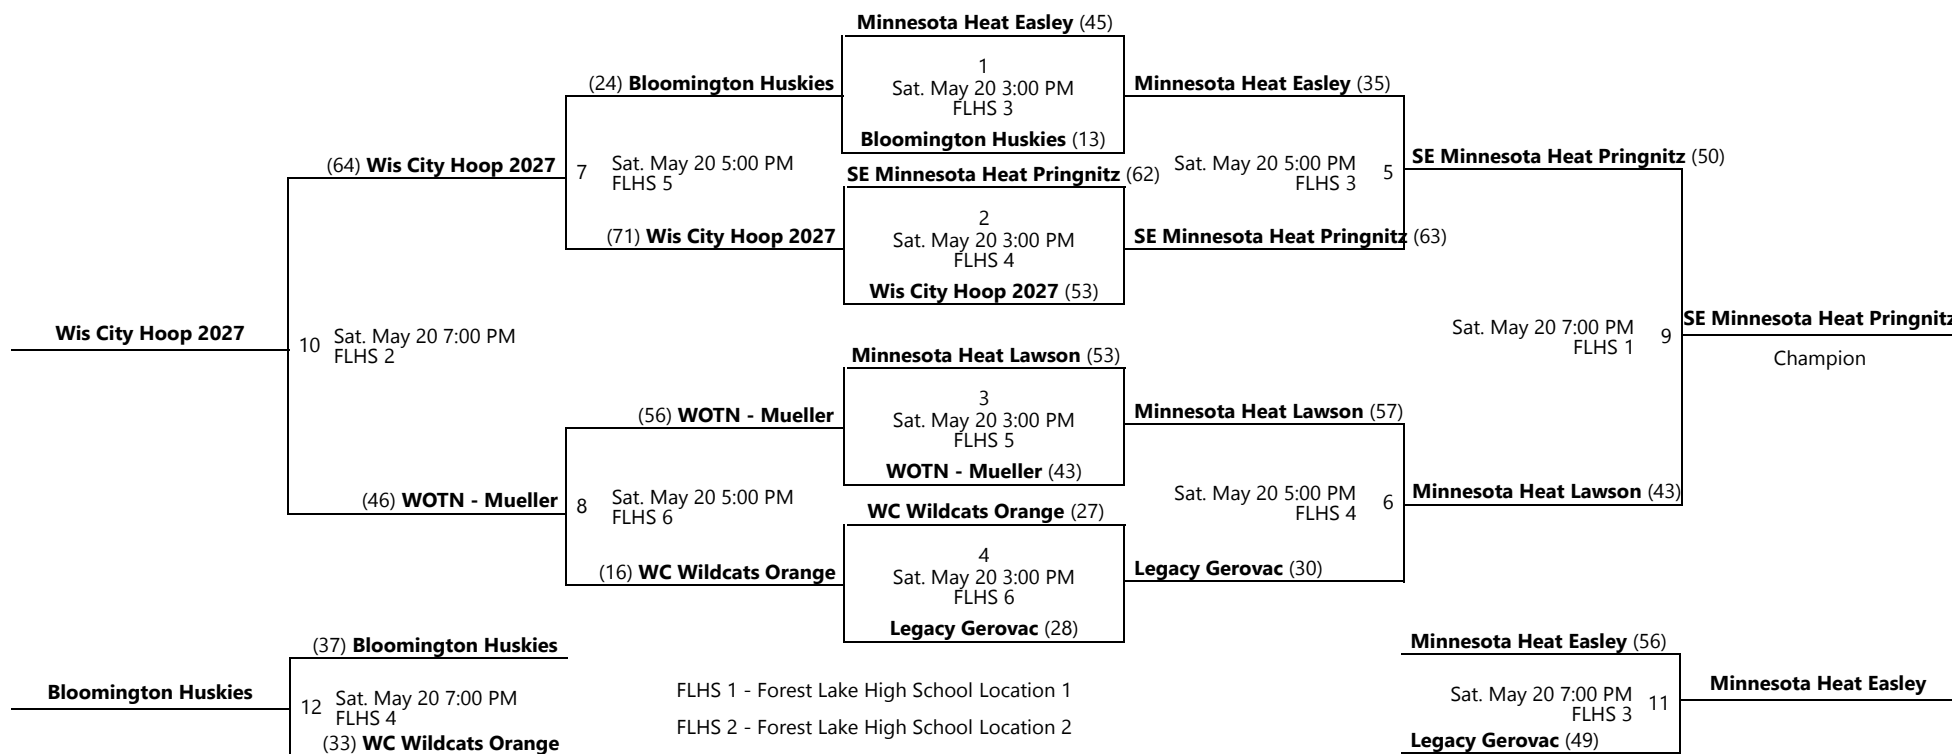 Minnesota Heat Easley (45)
1
Sat. May 20 3:00 PM
FLHS 3
Bloomington Huskies (13)
(24) Bloomington Huskies
Minnesota Heat Easley (35)
(64) Wis City Hoop 2027
7 Sat. May 20 5:00 PM
FLHS 5
SE Minnesota Heat Pringnitz (62)
Sat. May 20 5:00 PM 5
FLHS 3
SE Minnesota Heat Pringnitz (50)
2
Sat. May 20 3:00 PM
FLHS 4
Wis City Hoop 2027 (53)
(71) Wis City Hoop 2027
SE Minnesota Heat Pringnitz (63)
Wis City Hoop 2027
10 Sat. May 20 7:00 PM
FLHS 2
Sat. May 20 7:00 PM 9
FLHS 1
SE Minnesota Heat Pringnitz
Champion
Minnesota Heat Lawson (53)
3
Sat. May 20 3:00 PM
FLHS 5
WOTN - Mueller (43)
(56) WOTN - Mueller
Minnesota Heat Lawson (57)
(46) WOTN - Mueller
8 Sat. May 20 5:00 PM
FLHS 6
WC Wildcats Orange (27)
Sat. May 20 5:00 PM 6
FLHS 4
Minnesota Heat Lawson (43)
4
Sat. May 20 3:00 PM
FLHS 6
Legacy Gerovac (28)
(16) WC Wildcats Orange
Legacy Gerovac (30)
(37) Bloomington Huskies
Bloomington Huskies
12 Sat. May 20 7:00 PM
FLHS 4
(33) WC Wildcats Orange
FLHS 1 - Forest Lake High School Location 1
FLHS 2 - Forest Lake High School Location 2
Minnesota Heat Easley (56)
Sat. May 20 7:00 PM 11
FLHS 3
Minnesota Heat Easley
Legacy Gerovac (49)